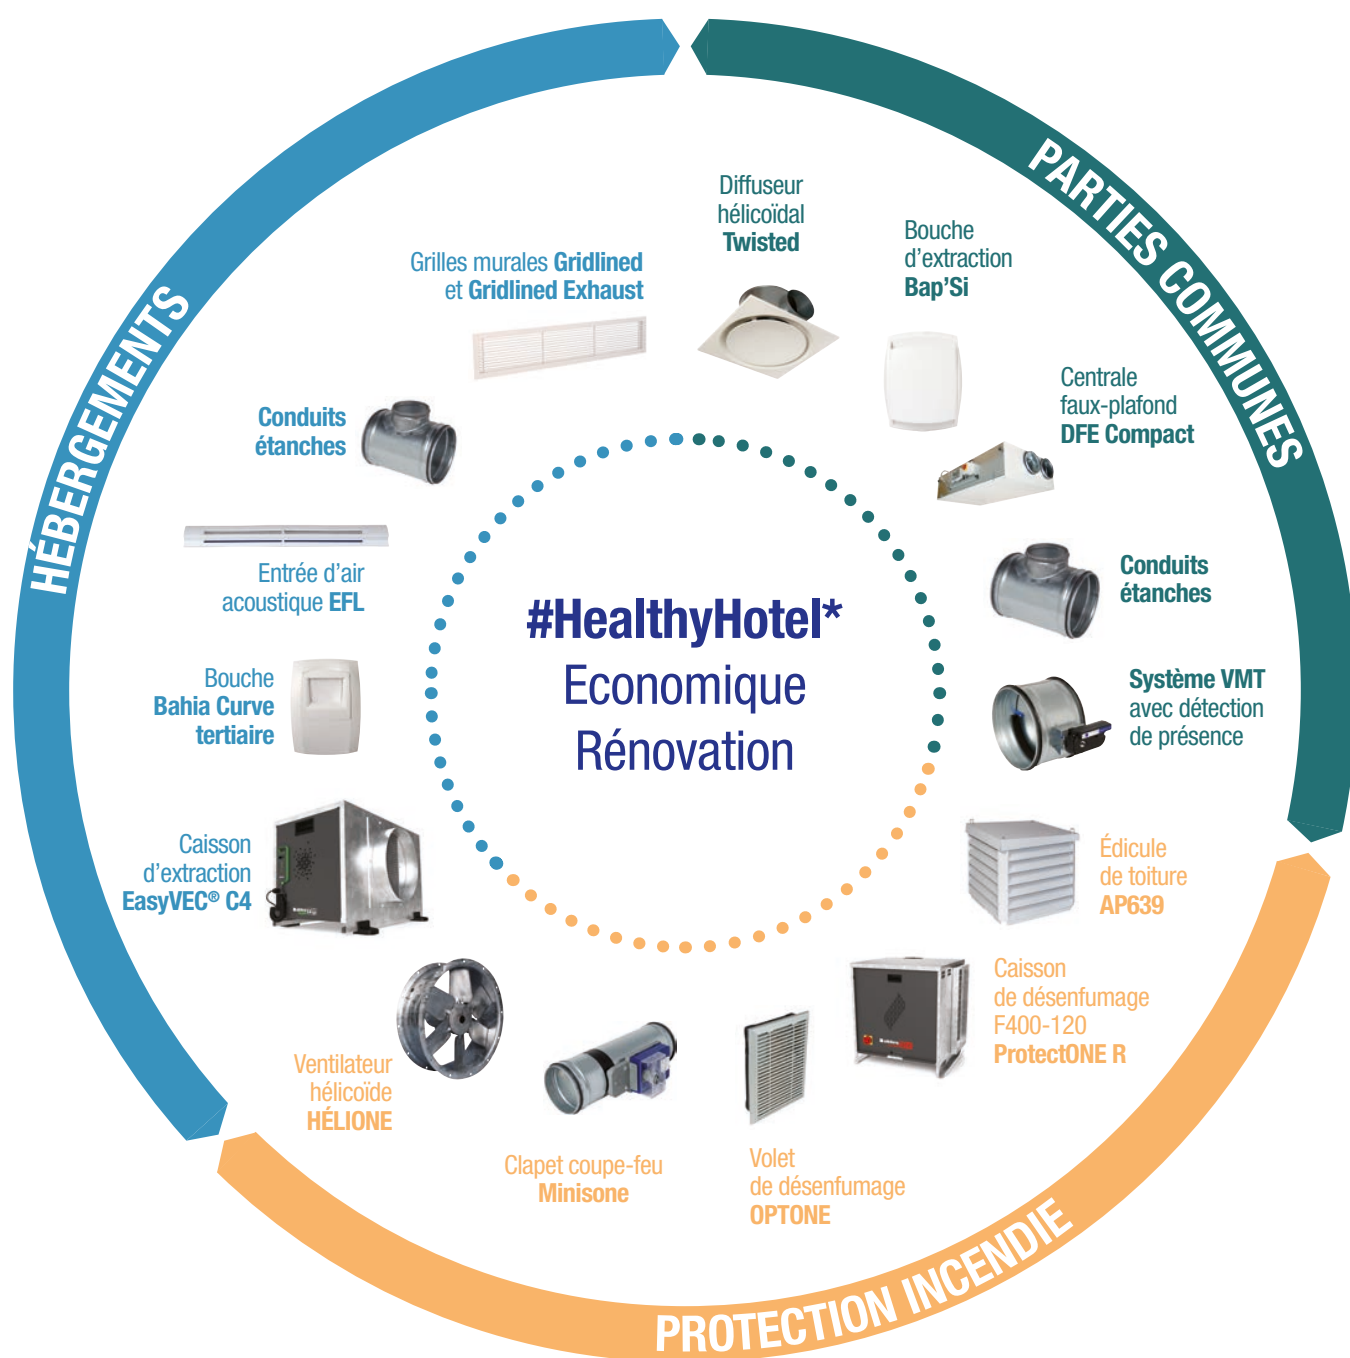 HÉBERGEMENTS
PARTIES COMMUNES
PROTECTION INCENDIE
#HealthyHotel*
Economique
Rénovation
Grilles murales Gridlined
et Gridlined Exhaust
Conduits
étanches
Entrée d'air
acoustique EFL
Bouche
Bahia Curve
tertiaire
Caisson
d'extraction
EasyVEC® C4
Diffuseur
hélicoïdal
Twisted
Bouche
d'extraction
Bap'Si
Centrale
faux-plafond
DFE Compact
Conduits
étanches
Système VMT
avec détection
de présence
Édicule
de toiture
AP639
Caisson
de désenfumage
F400-120
ProtectONE R
Volet
de désenfumage
OPTONE
Clapet coupe-feu
Minisone
Ventilateur
hélicoïde
HÉLIONE